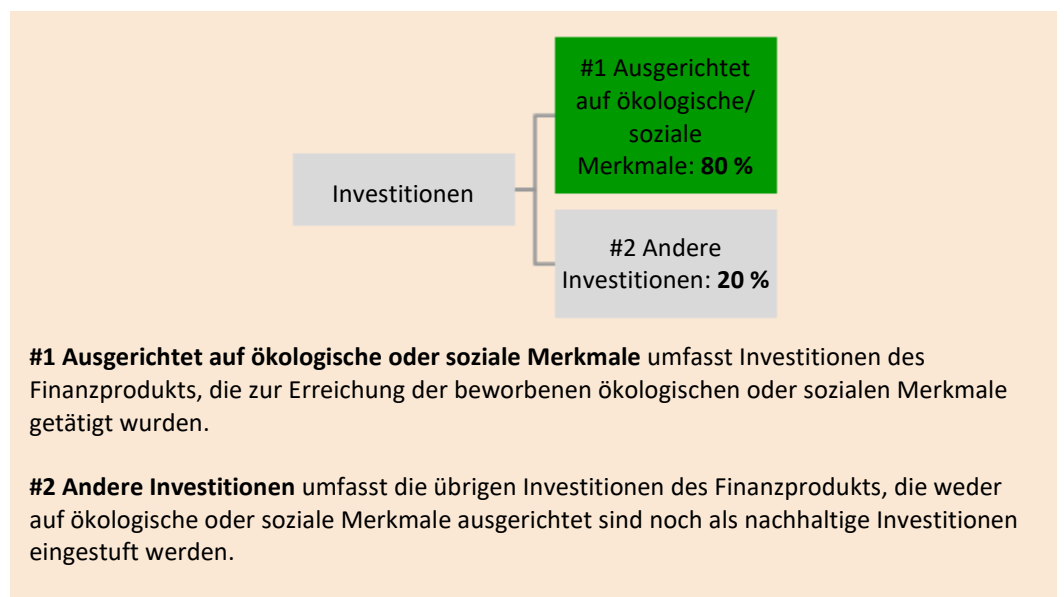 #1 Ausgerichtet
auf ökologische/
soziale
Merkmale: 80 %
Investitionen
#2 Andere
Investitionen: 20 %
#1 Ausgerichtet auf ökologische oder soziale Merkmale umfasst Investitionen des
Finanzprodukts, die zur Erreichung der beworbenen ökologischen oder sozialen Merkmale
getätigt wurden.
#2 Andere Investitionen umfasst die übrigen Investitionen des Finanzprodukts, die weder
auf ökologische oder soziale Merkmale ausgerichtet sind noch als nachhaltige Investitionen
eingestuft werden.